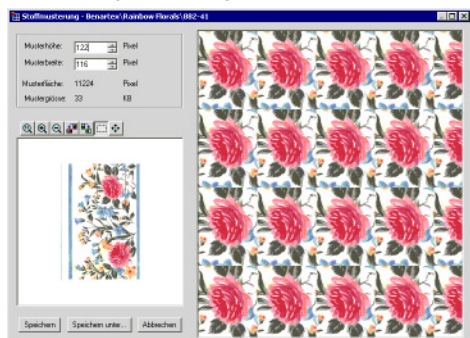 Stoffmusterung - Benartex\Rainbow Florals\882-41
Musterhöhe: 122 Pixel
Musterbreite: 116 Pixel
Musterfläche: 11224 Pixel
Mustergrösse: 33 KB
Speichern Speichern unter... Abbrechen